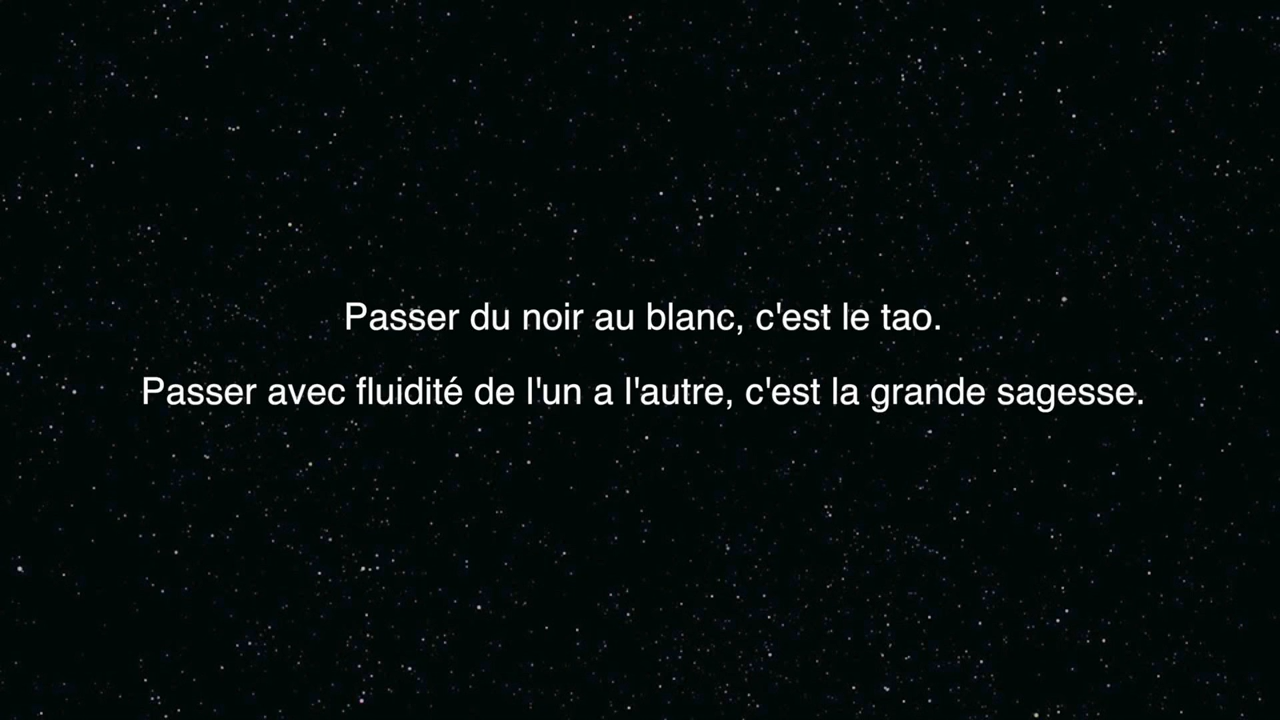 Passer du noir au blanc, c'est le tao.
Passer avec fluidité de l'un a l'autre, c'est la grande sagesse.